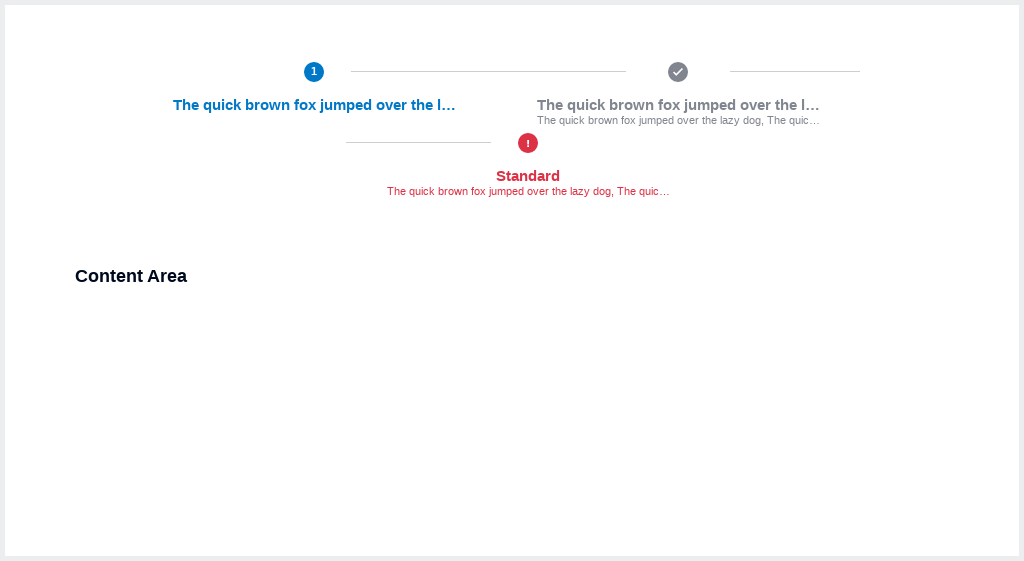 1
The quick brown fox jumped over the l…
The quick brown fox jumped over the l…
The quick brown fox jumped over the lazy dog, The quic…
!
Standard
The quick brown fox jumped over the lazy dog, The quic…
Content Area